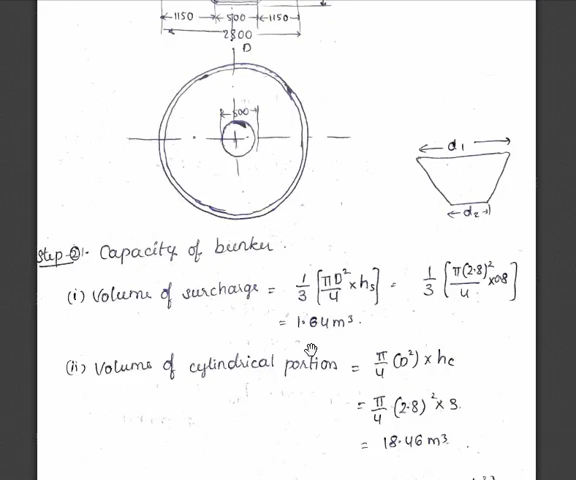 1150 500 1150
2800
D
500
d₁
d₂
Step-②:- Capacity of bunker.
(i) Volume of surcharge = 1/3 [πD²/4 × hs] = 1/3 [π(2.8)²/4 × 0.8]
= 1.64 m³.
(ii) Volume of cylindrical portion = π/4 (D²) × hc
= π/4 (2.8)² × 3
= 18.46 m³.